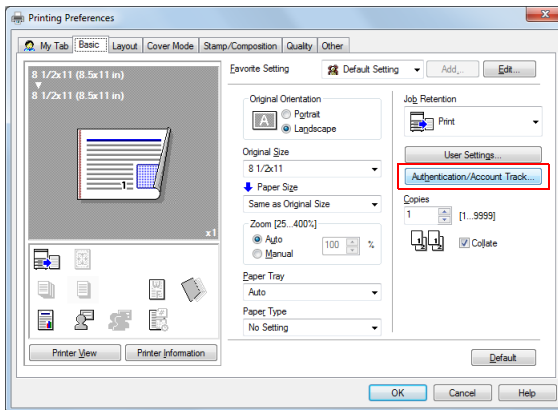 Printing Preferences
My Tab Basic Layout Cover Mode Stamp/Composition Quality Other
8 1/2x11 (8.5x11 in)
8 1/2x11 (8.5x11 in)
x1
Printer View Printer Information
Favorite Setting Default Setting Add... Edit...
Original Orientation
A Portrait
Landscape
Original Size
8 1/2x11
Paper Size
Same as Original Size
Zoom [25...400%]
Auto
Manual
100 %
Paper Tray
Auto
Paper Type
No Setting
Job Retention
Print
User Settings...
Authentication/Account Track...
Copies
1 [1...9999]
Collate
Default
OK Cancel Help